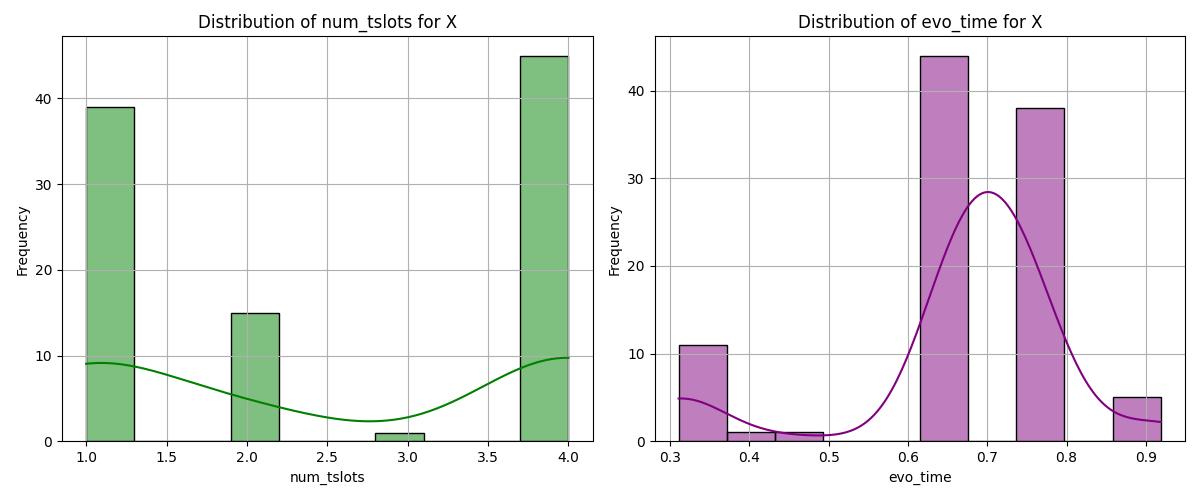 Distribution of num_tslots for X
Frequency
40
30
20
10
0
1.0 1.5 2.0 2.5 3.0 3.5 4.0
num_tslots
Distribution of evo_time for X
Frequency
40
30
20
10
0
0.3 0.4 0.5 0.6 0.7 0.8 0.9
evo_time